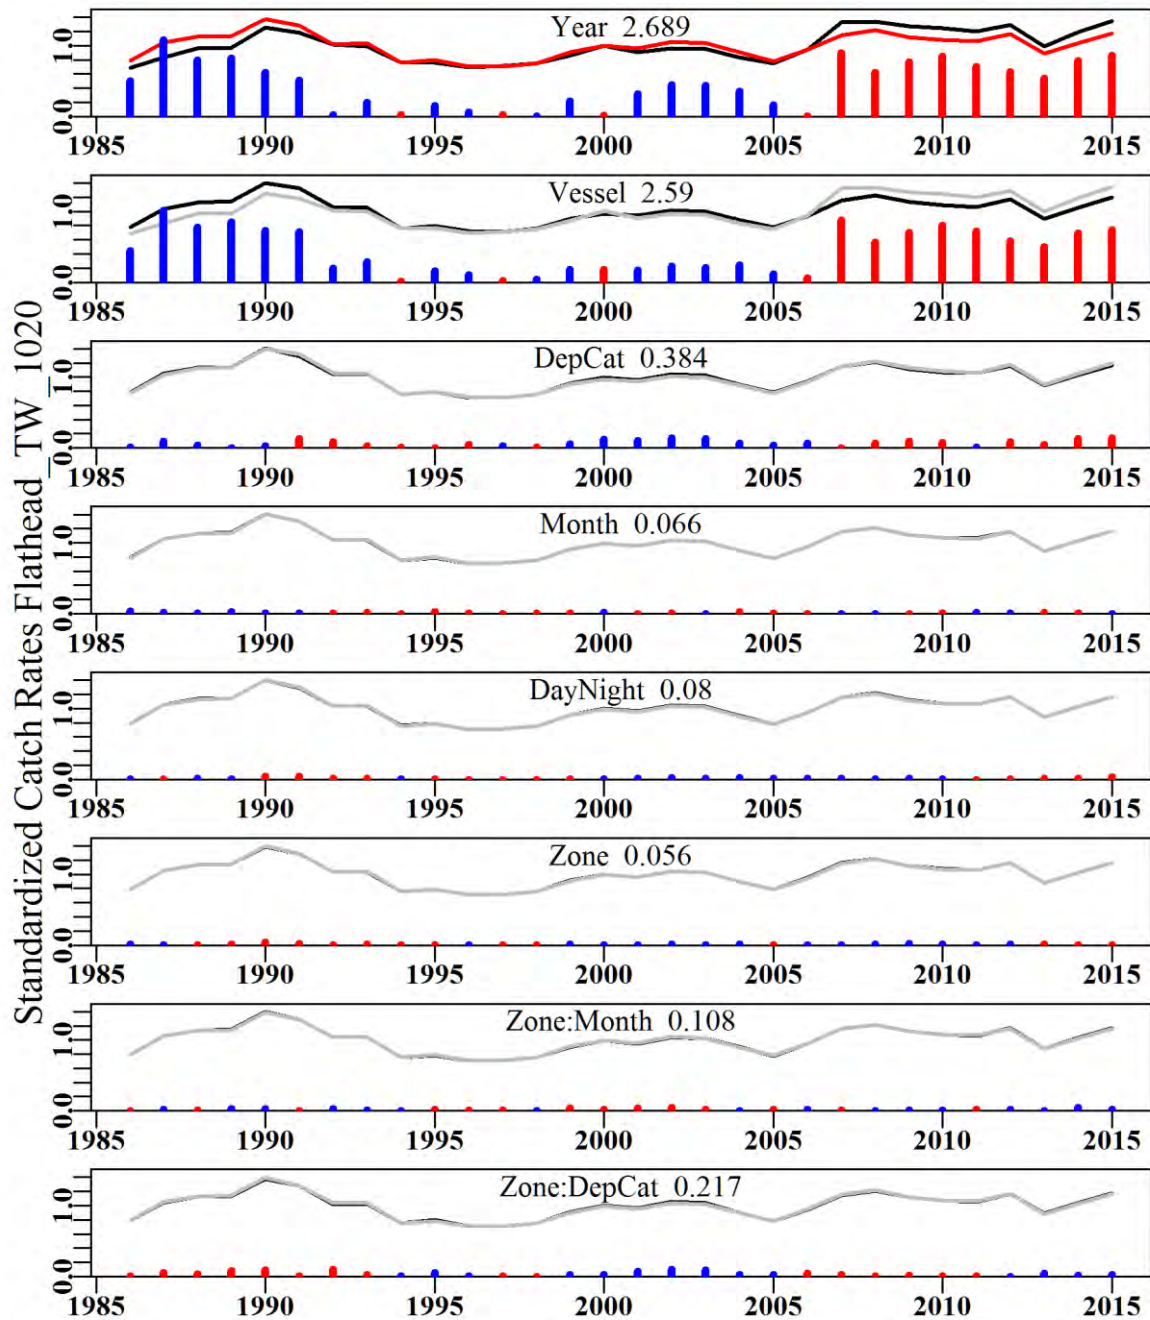 Standardized Catch Rates Flathead_TW_1020
Year 2.689
1.0
0.0
1985 1990 1995 2000 2005 2010 2015
Vessel 2.59
1.0
0.0
1985 1990 1995 2000 2005 2010 2015
DepCat 0.384
1.0
0.0
1985 1990 1995 2000 2005 2010 2015
Month 0.066
1.0
0.0
1985 1990 1995 2000 2005 2010 2015
DayNight 0.08
1.0
0.0
1985 1990 1995 2000 2005 2010 2015
Zone 0.056
1.0
0.0
1985 1990 1995 2000 2005 2010 2015
Zone:Month 0.108
1.0
0.0
1985 1990 1995 2000 2005 2010 2015
Zone:DepCat 0.217
1.0
0.0
1985 1990 1995 2000 2005 2010 2015